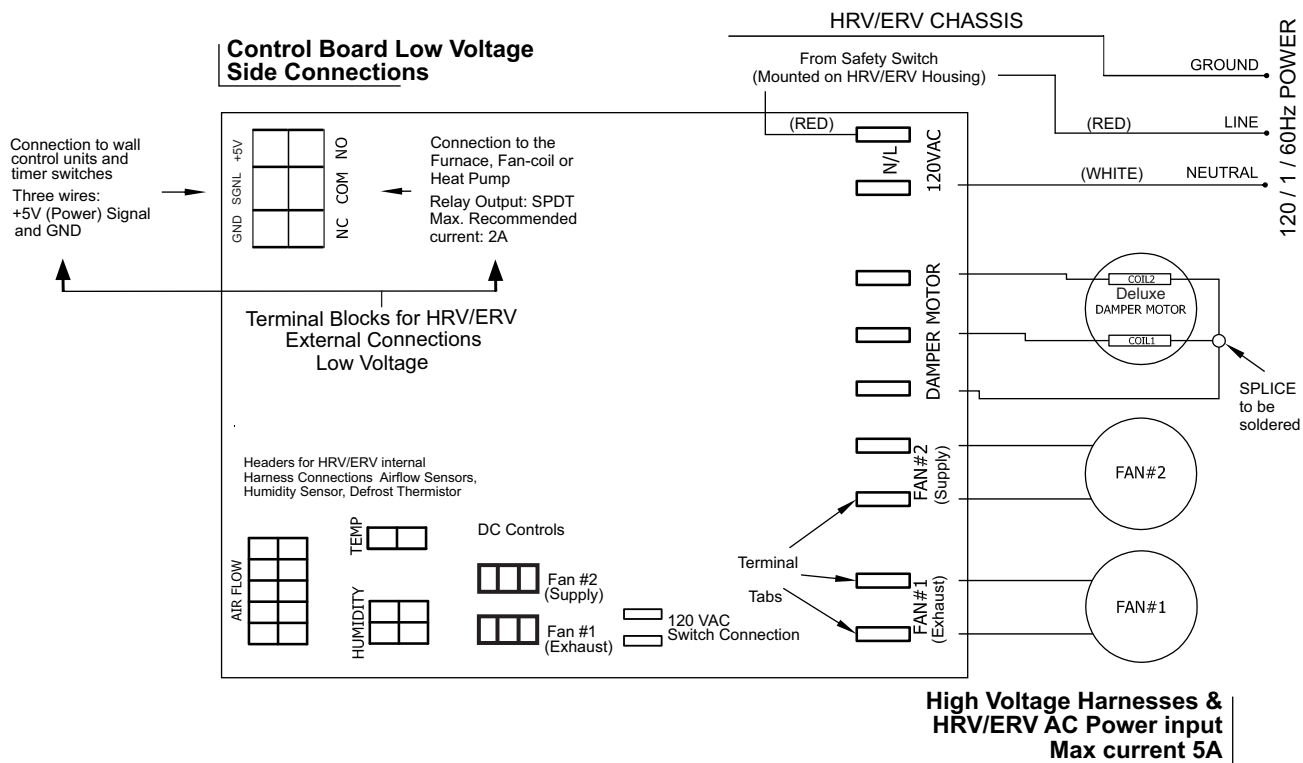 HRV/ERV CHASSIS
Control Board Low Voltage
Side Connections
From Safety Switch
(Mounted on HRV/ERV Housing)
GROUND
(RED)
(RED)
LINE
(WHITE)
NEUTRAL
120 / 1 / 60Hz POWER
Connection to wall
control units and
timer switches
Three wires:
+5V (Power) Signal
and GND
+5V
SGNL
GND
NO
COM
NC
Connection to the
Furnace, Fan-coil or
Heat Pump
Relay Output: SPDT
Max. Recommended
current: 2A
N/L
120VAC
Terminal Blocks for HRV/ERV
External Connections
Low Voltage
DAMPER MOTOR
COIL2
Deluxe
DAMPER MOTOR
COIL1
SPLICE
to be
soldered
Headers for HRV/ERV internal
Harness Connections Airflow Sensors,
Humidity Sensor, Defrost Thermistor
FAN#2
(Supply)
FAN#2
AIR FLOW
TEMP
HUMIDITY
DC Controls
Fan #2
(Supply)
Fan #1
(Exhaust)
120 VAC
Switch Connection
Terminal
Tabs
FAN#1
(Exhaust)
FAN#1
High Voltage Harnesses &
HRV/ERV AC Power input
Max current 5A